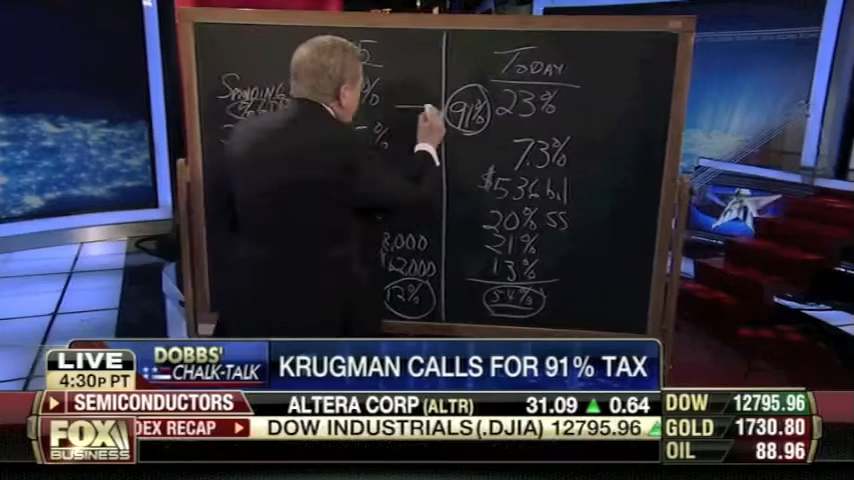 5
TODAY
SPENDING
%
23%
91%
%
7.3%
$536 bil
20% SS
21%
13%
54%
8,000
62,000
12%
LIVE
4:30P PT
DOBBS'
CHALK-TALK
KRUGMAN CALLS FOR 91% TAX
SEMICONDUCTORS
ALTERA CORP (ALTR) 31.09 ▲ 0.64
DEX RECAP
DOW INDUSTRIALS(.DJIA) 12795.96
FOX
BUSINESS
DOW 12795.96
GOLD 1730.80
OIL 88.96